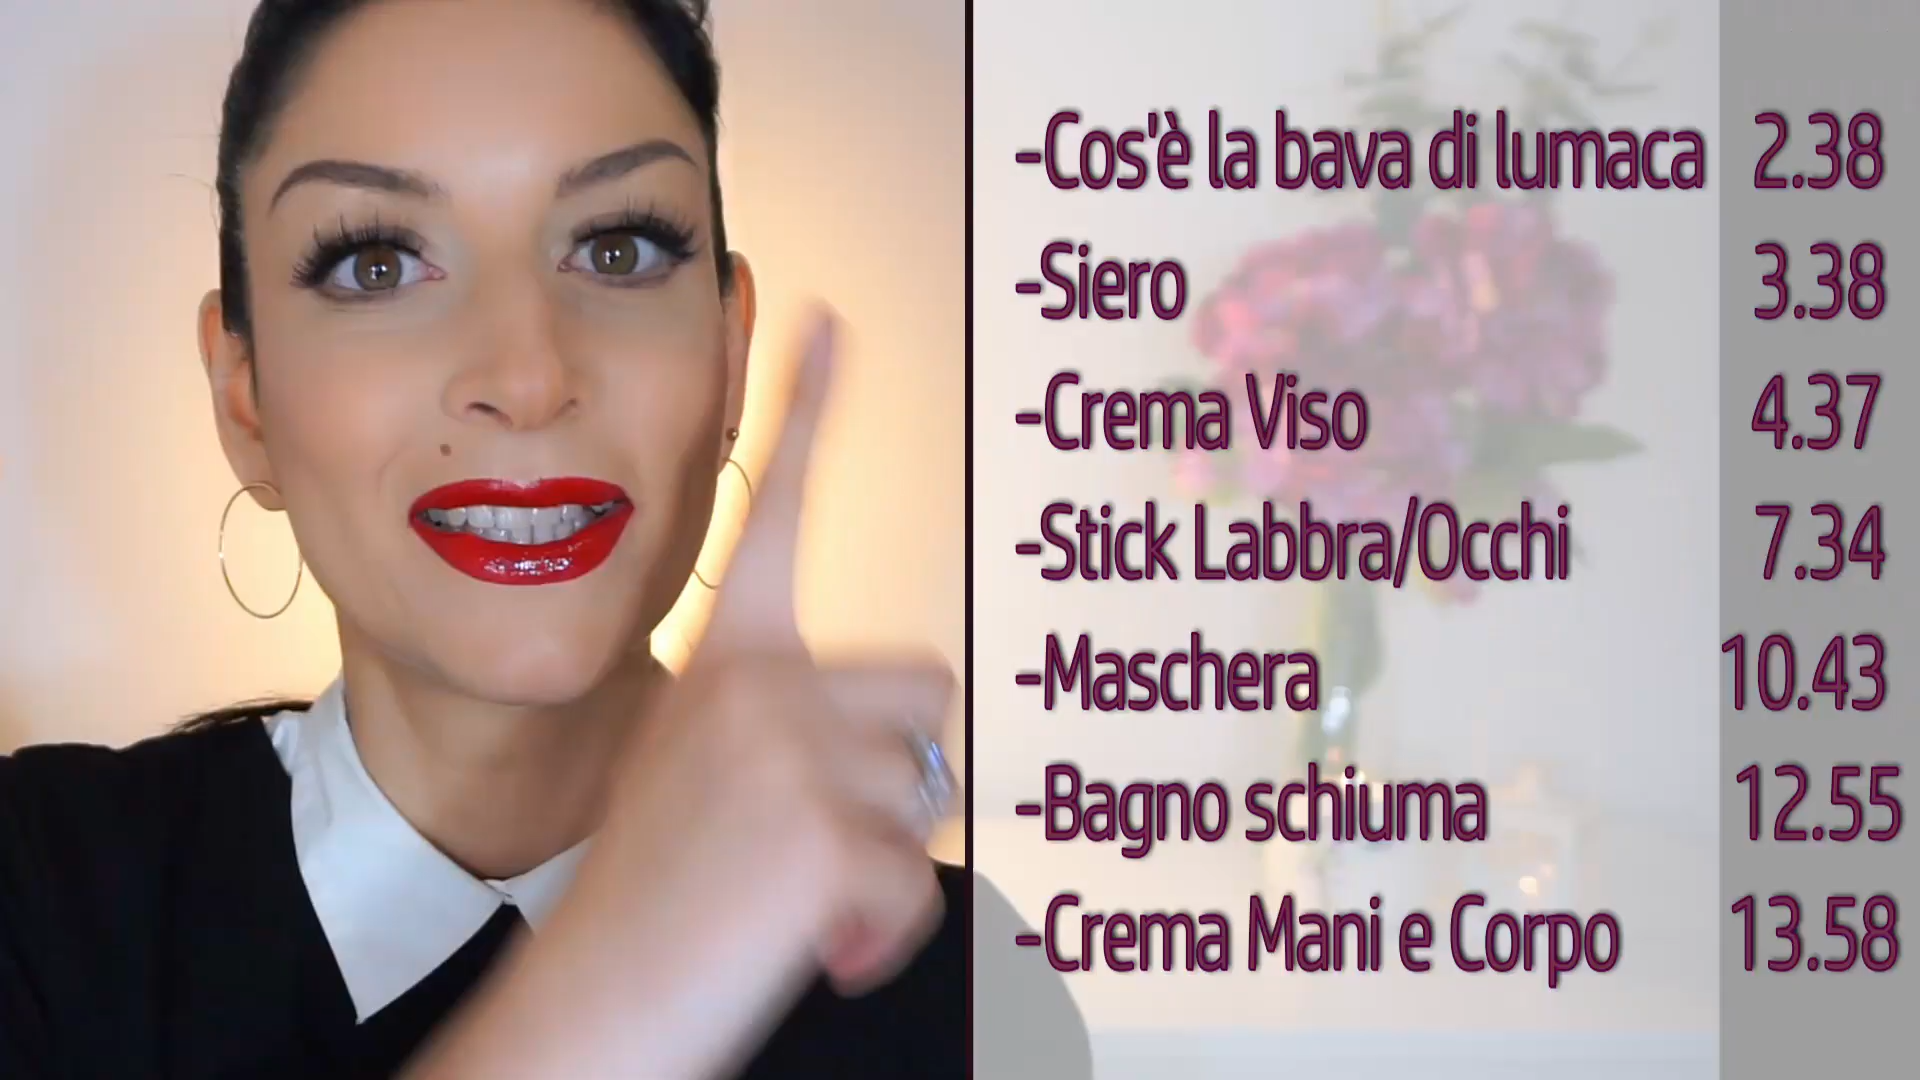 -Cos'è la bava di lumaca 2.38
-Siero 3.38
-Crema Viso 4.37
-Stick Labbra/Occhi 7.34
-Maschera 10.43
-Bagno schiuma 12.55
-Crema Mani e Corpo 13.58